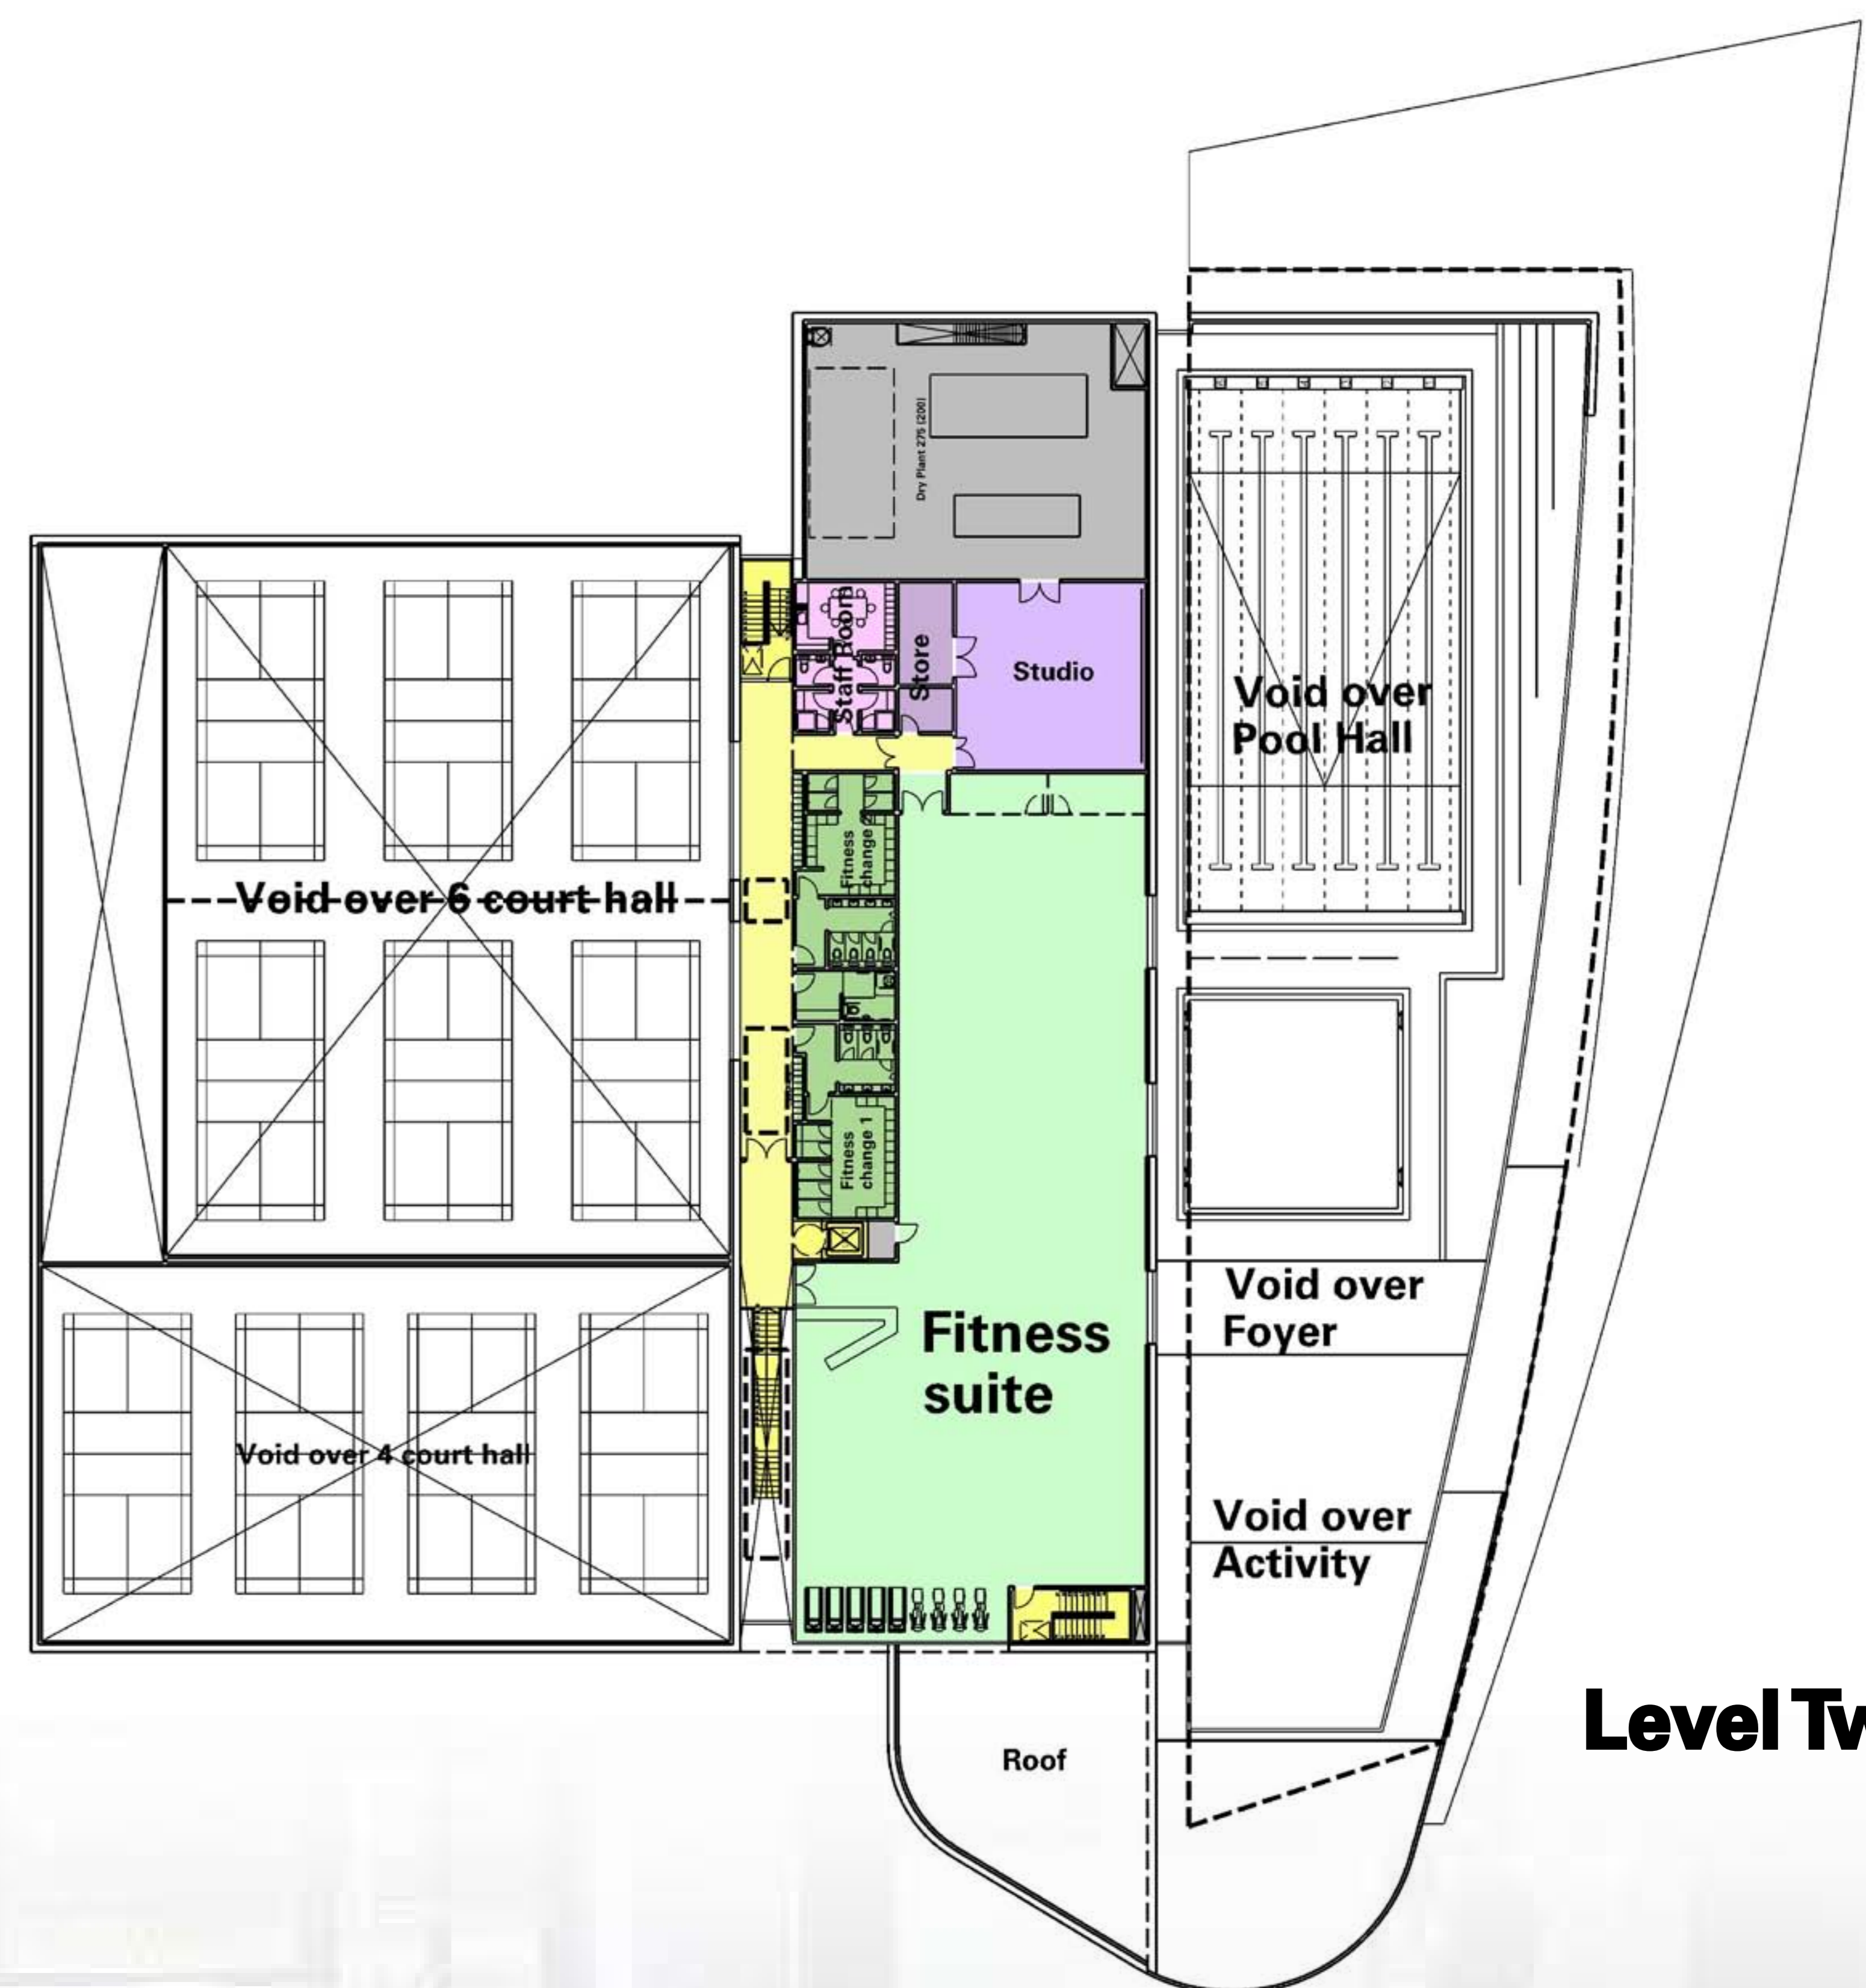 Dry Plant 275 (200)
Staff Room
Store
Studio
Void over
Pool Hall
Fitness
change 2
Void over 6 court hall
Fitness
change 1
Void over
Foyer
Fitness
suite
Void over 4 court hall
Void over
Activity
Level Tw
Roof